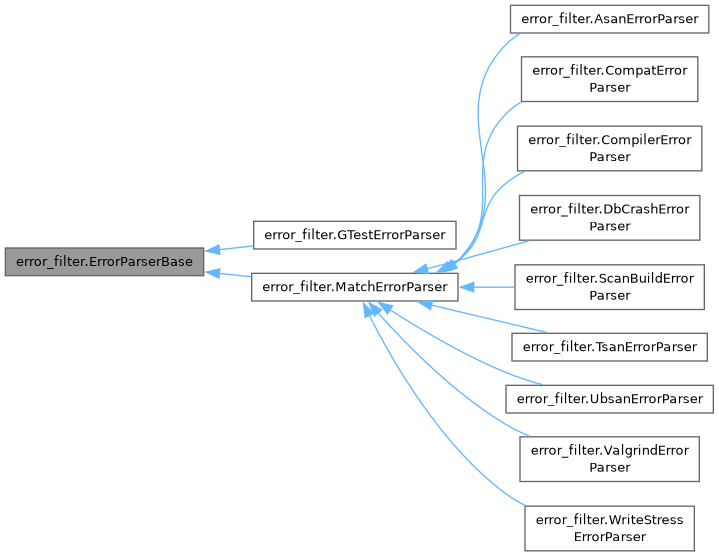 error_filter.AsanErrorParser
error_filter.CompatError
Parser
error_filter.CompilerError
Parser
error_filter.DbCrashError
Parser
error_filter.GTestErrorParser
error_filter.ErrorParserBase
error_filter.MatchErrorParser
error_filter.ScanBuildError
Parser
error_filter.TsanErrorParser
error_filter.UbsanErrorParser
error_filter.ValgrindError
Parser
error_filter.WriteStress
ErrorParser